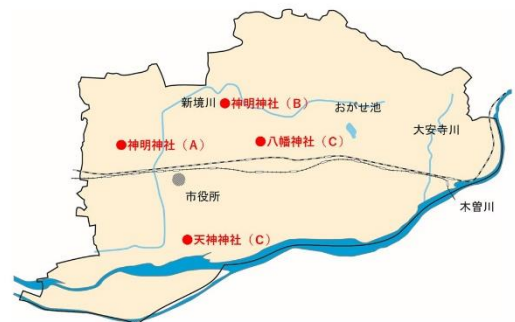 新境川
神明神社（B）
おがせ池
大安寺川
神明神社（A）
八幡神社（C）
市役所
木曽川
天神神社（C）